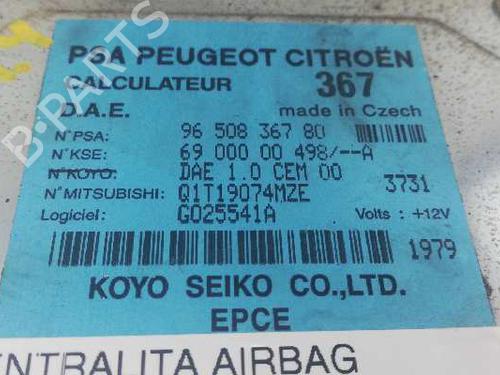 PSA PEUGEOT CITROËN
CALCULATEUR 367
D.A.E. made in Czech
N°PSA: 96 508 367 80
N°KSE: 69 000 00 498/--A
N°KOYO: DAE 1.0 CEM 00
3731
N°MITSUBISHI: Q1T19074MZE
Logiciel: G025541A Volts : +12V
1979
KOYO SEIKO CO.,LTD.
EPCE
CENTRALITA AIRBAG
B-PARTS